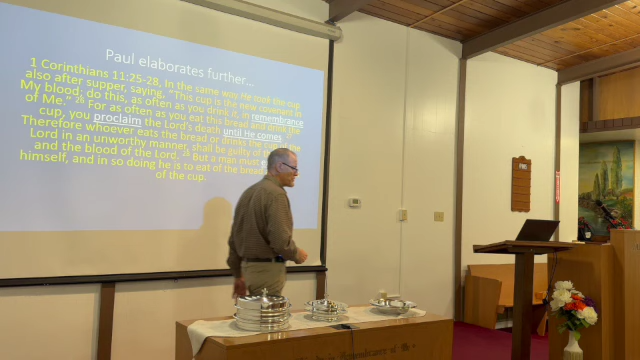 Paul elaborates further...
1 Corinthians 11:25-28, In the same way He took the cup
also after supper, saying, "This cup is the new covenant in
My blood; do this, as often as you drink it, in remembrance
of Me." 26 For as often as you eat this bread and drink the
cup, you proclaim the Lord's death until He comes.
Therefore whoever eats the bread or drinks the cup of the
Lord in an unworthy manner, shall be guilty of the
and the blood of the Lord. 28 But a man must
himself, and in so doing he is to eat of the bread
of the cup.